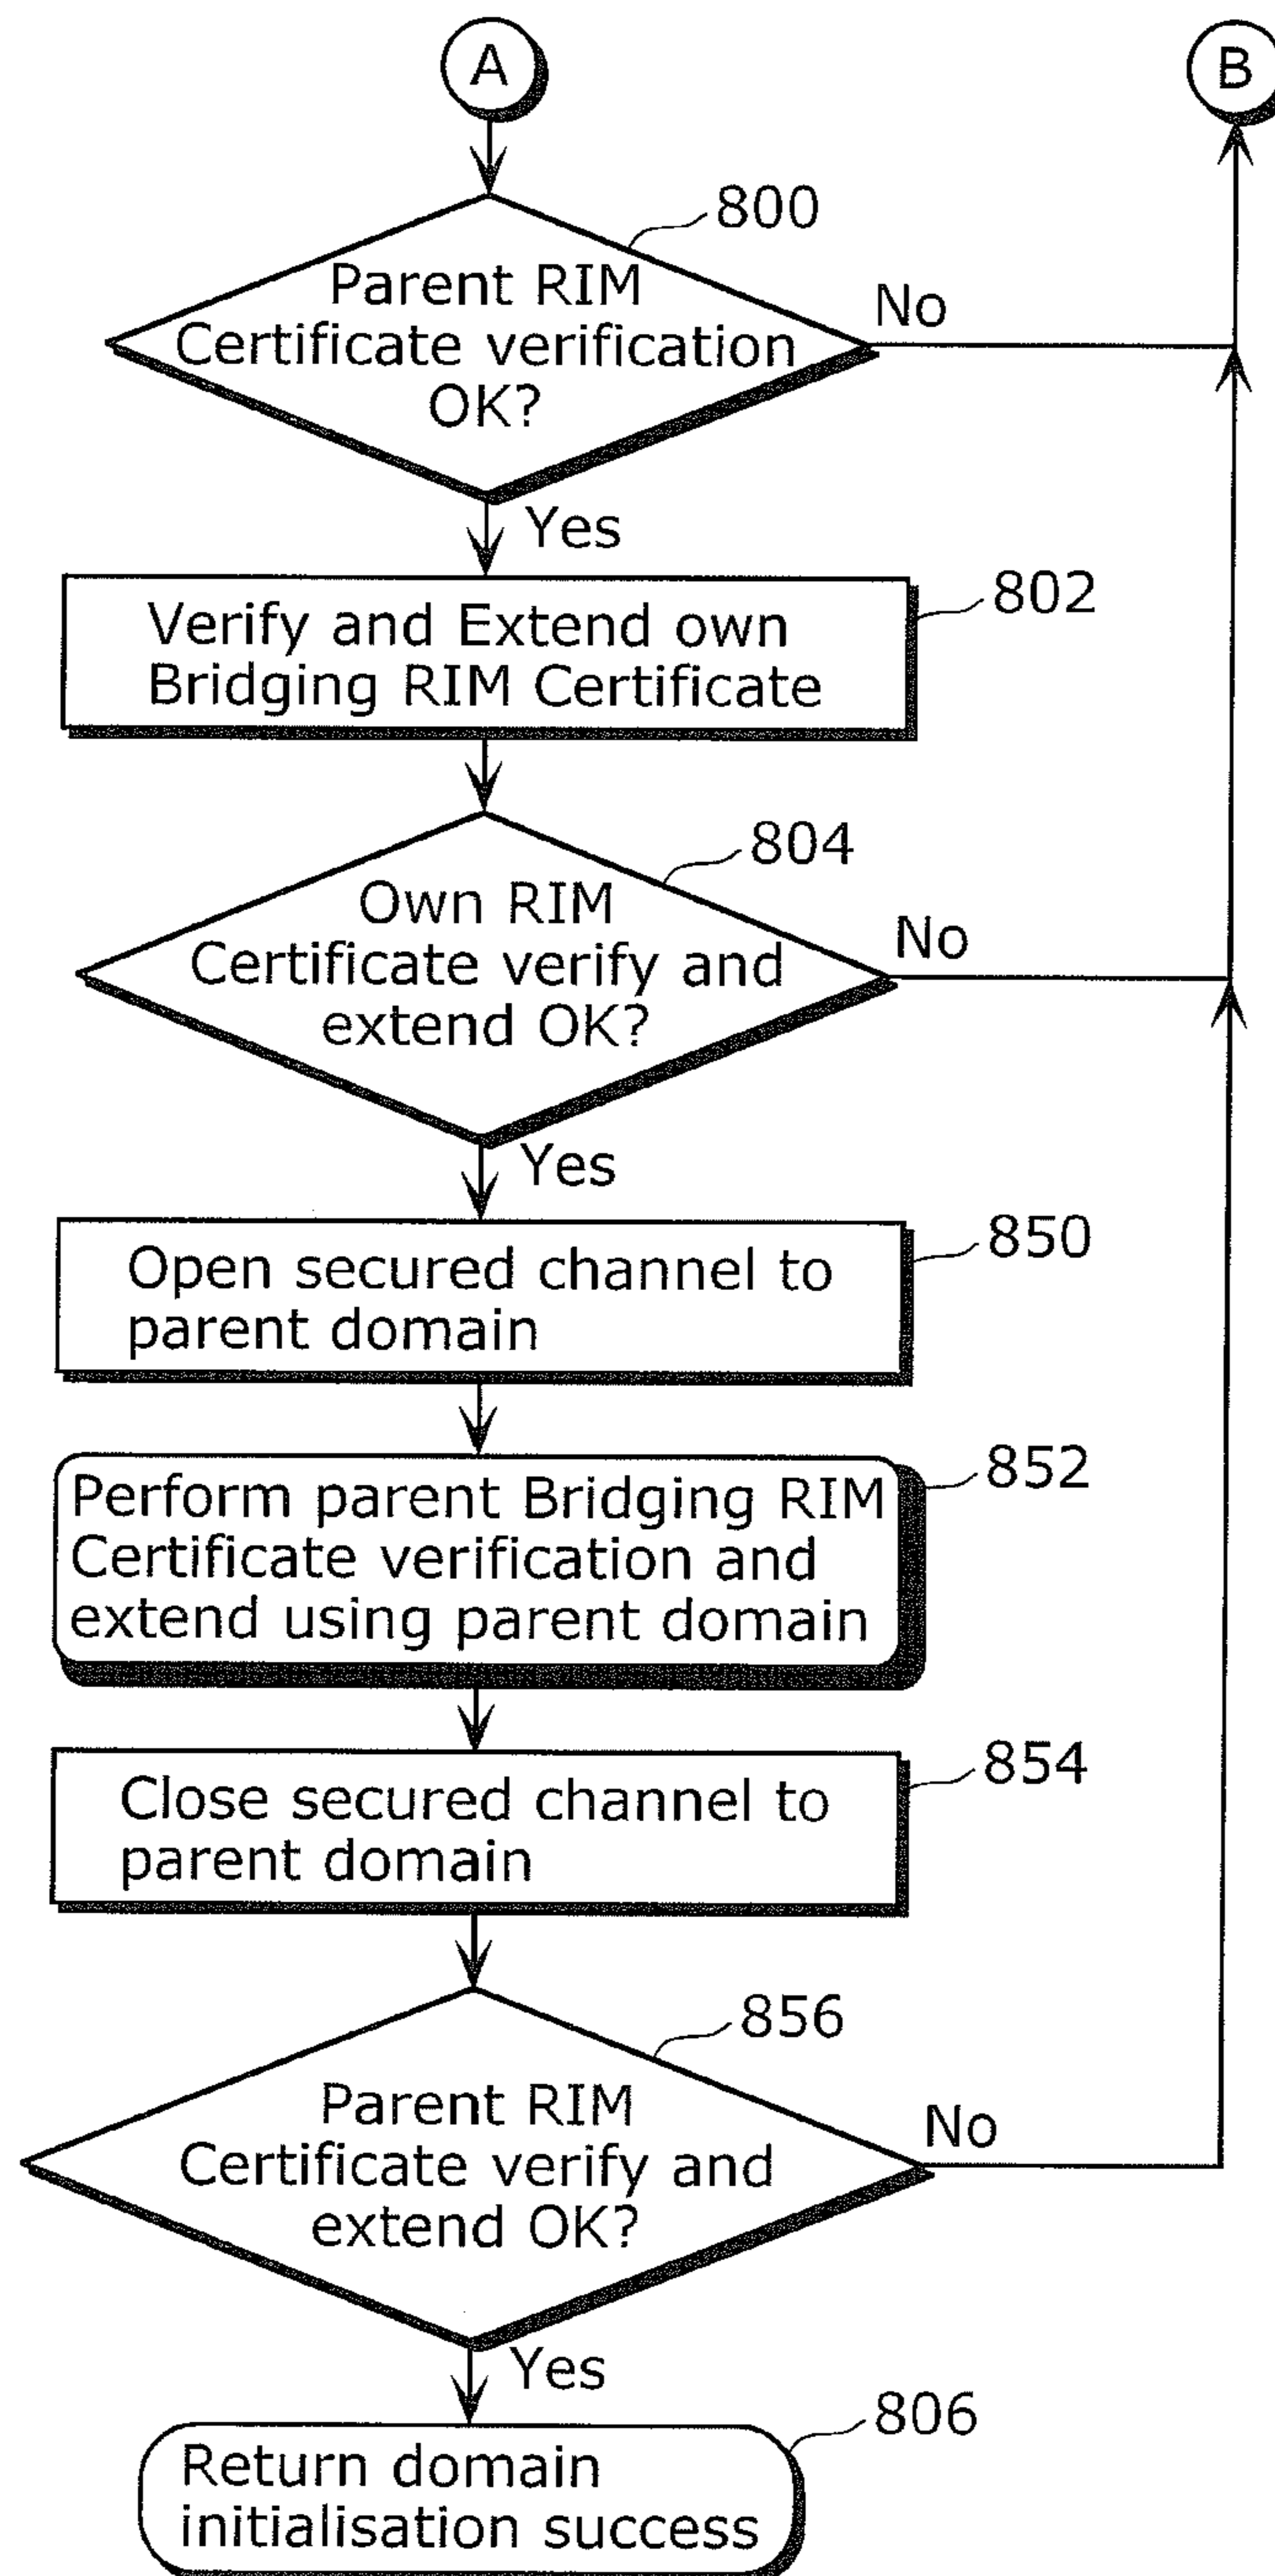 A
B
800
Parent RIM
Certificate verification
OK?
No
Yes
802
Verify and Extend own
Bridging RIM Certificate
804
Own RIM
Certificate verify and
extend OK?
No
Yes
850
Open secured channel to
parent domain
852
Perform parent Bridging RIM
Certificate verification and
extend using parent domain
854
Close secured channel to
parent domain
856
Parent RIM
Certificate verify and
extend OK?
No
Yes
806
Return domain
initialisation success